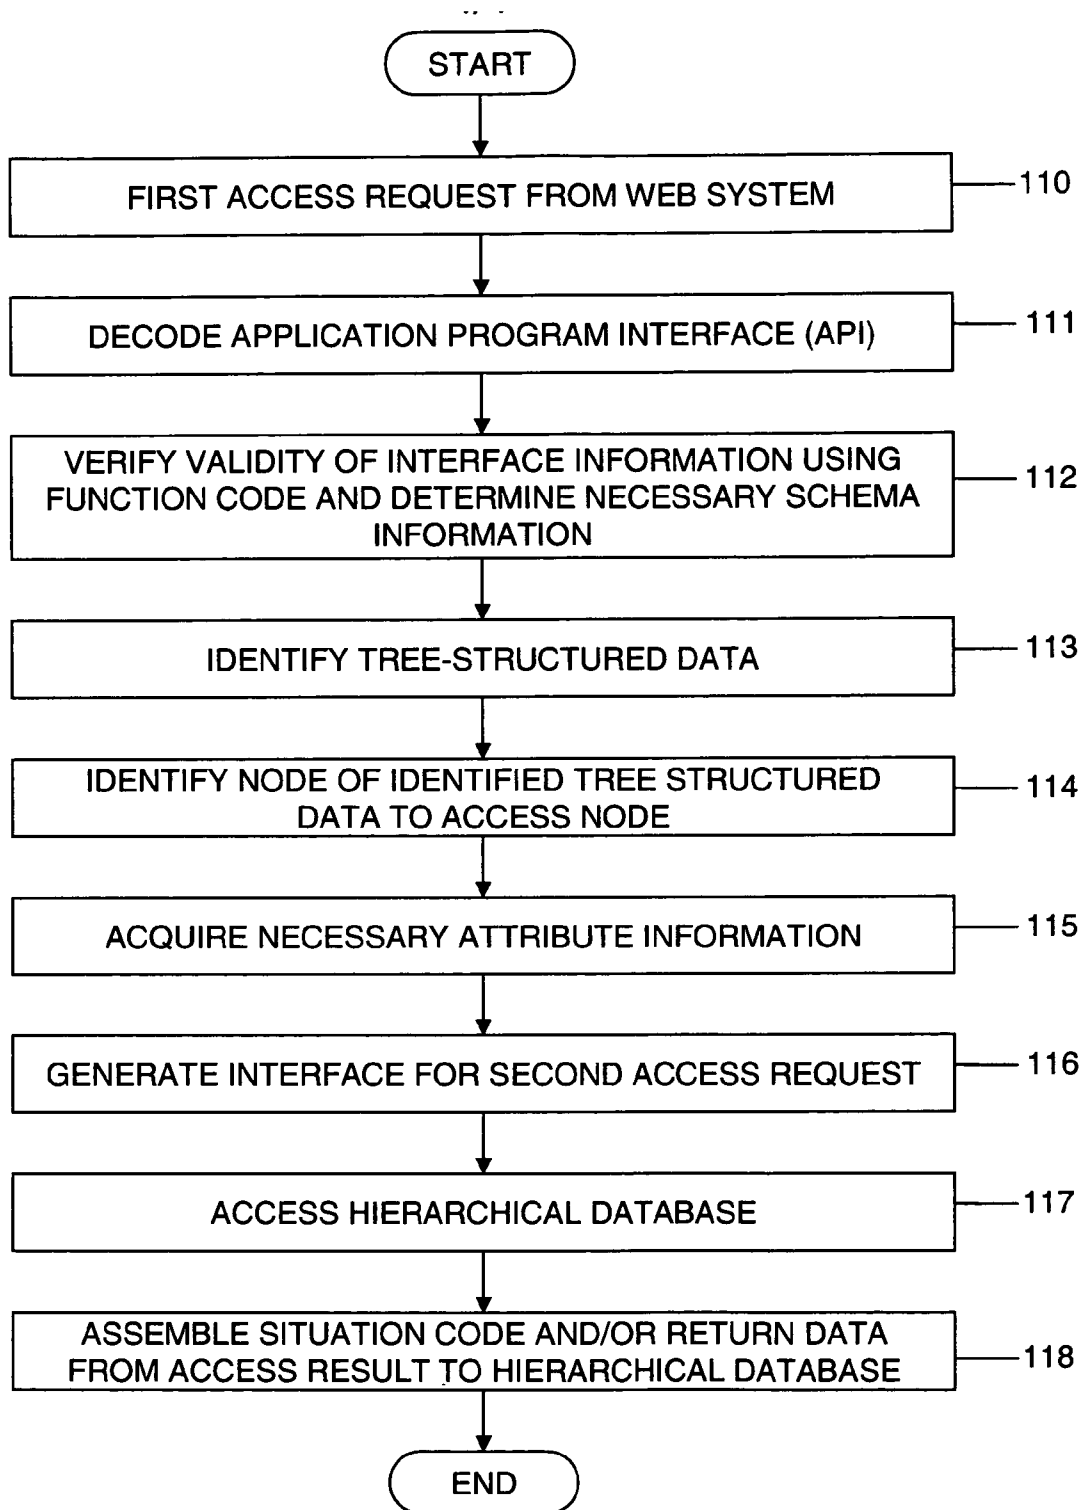 START
FIRST ACCESS REQUEST FROM WEB SYSTEM
110
DECODE APPLICATION PROGRAM INTERFACE (API)
111
VERIFY VALIDITY OF INTERFACE INFORMATION USING
FUNCTION CODE AND DETERMINE NECESSARY SCHEMA
INFORMATION
112
IDENTIFY TREE-STRUCTURED DATA
113
IDENTIFY NODE OF IDENTIFIED TREE STRUCTURED
DATA TO ACCESS NODE
114
ACQUIRE NECESSARY ATTRIBUTE INFORMATION
115
GENERATE INTERFACE FOR SECOND ACCESS REQUEST
116
ACCESS HIERARCHICAL DATABASE
117
ASSEMBLE SITUATION CODE AND/OR RETURN DATA
FROM ACCESS RESULT TO HIERARCHICAL DATABASE
118
END